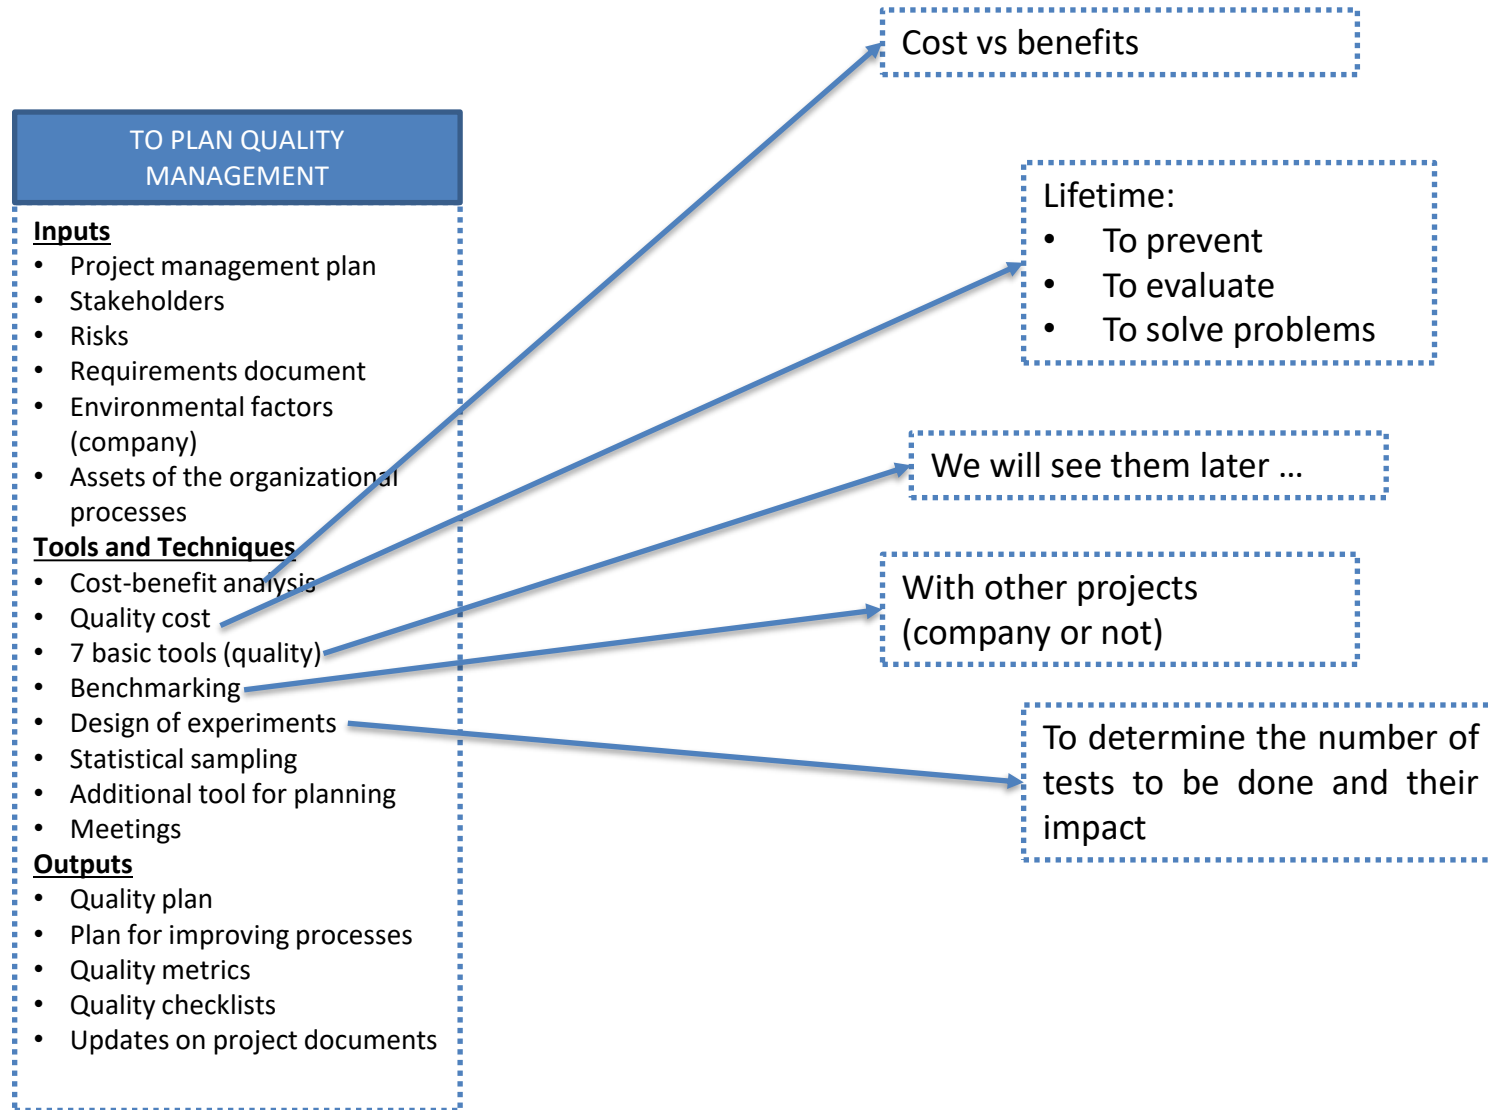 TO PLAN QUALITY
MANAGEMENT
Inputs
• Project management plan
• Stakeholders
• Risks
• Requirements document
• Environmental factors
(company)
• Assets of the organizational
processes
Tools and Techniques
• Cost-benefit analysis
• Quality cost
• 7 basic tools (quality)
• Benchmarking
• Design of experiments
• Statistical sampling
• Additional tool for planning
• Meetings
Outputs
• Quality plan
• Plan for improving processes
• Quality metrics
• Quality checklists
• Updates on project documents
Cost vs benefits
Lifetime:
• To prevent
• To evaluate
• To solve problems
We will see them later …
With other projects
(company or not)
To determine the number of
tests to be done and their
impact